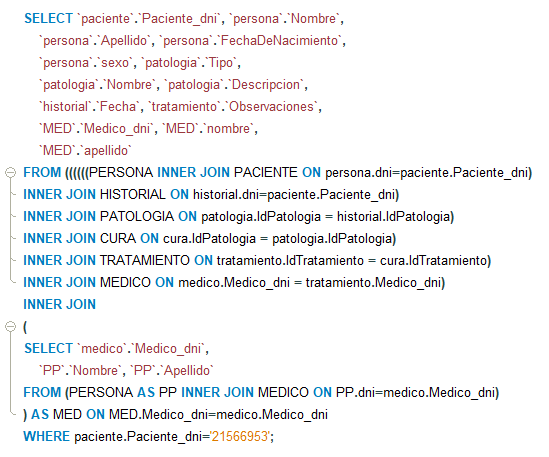 SELECT `paciente`.`Paciente_dni`, `persona`.`Nombre`,
`persona`.`Apellido`, `persona`.`FechaDeNacimiento`,
`persona`.`sexo`, `patologia`.`Tipo`,
`patologia`.`Nombre`, `patologia`.`Descripcion`,
`historial`.`Fecha`, `tratamiento`.`Observaciones`,
`MED`.`Medico_dni`, `MED`.`nombre`,
`MED`.`apellido`
FROM ((((((PERSONA INNER JOIN PACIENTE ON persona.dni=paciente.Paciente_dni)
INNER JOIN HISTORIAL ON historial.dni=paciente.Paciente_dni)
INNER JOIN PATOLOGIA ON patologia.IdPatologia = historial.IdPatologia)
INNER JOIN CURA ON cura.IdPatologia = patologia.IdPatologia)
INNER JOIN TRATAMIENTO ON tratamiento.IdTratamiento = cura.IdTratamiento)
INNER JOIN MEDICO ON medico.Medico_dni = tratamiento.Medico_dni)
INNER JOIN
(
SELECT `medico`.`Medico_dni`,
`PP`.`Nombre`, `PP`.`Apellido`
FROM (PERSONA AS PP INNER JOIN MEDICO ON PP.dni=medico.Medico_dni)
) AS MED ON MED.Medico_dni=medico.Medico_dni
WHERE paciente.Paciente_dni='21566953';